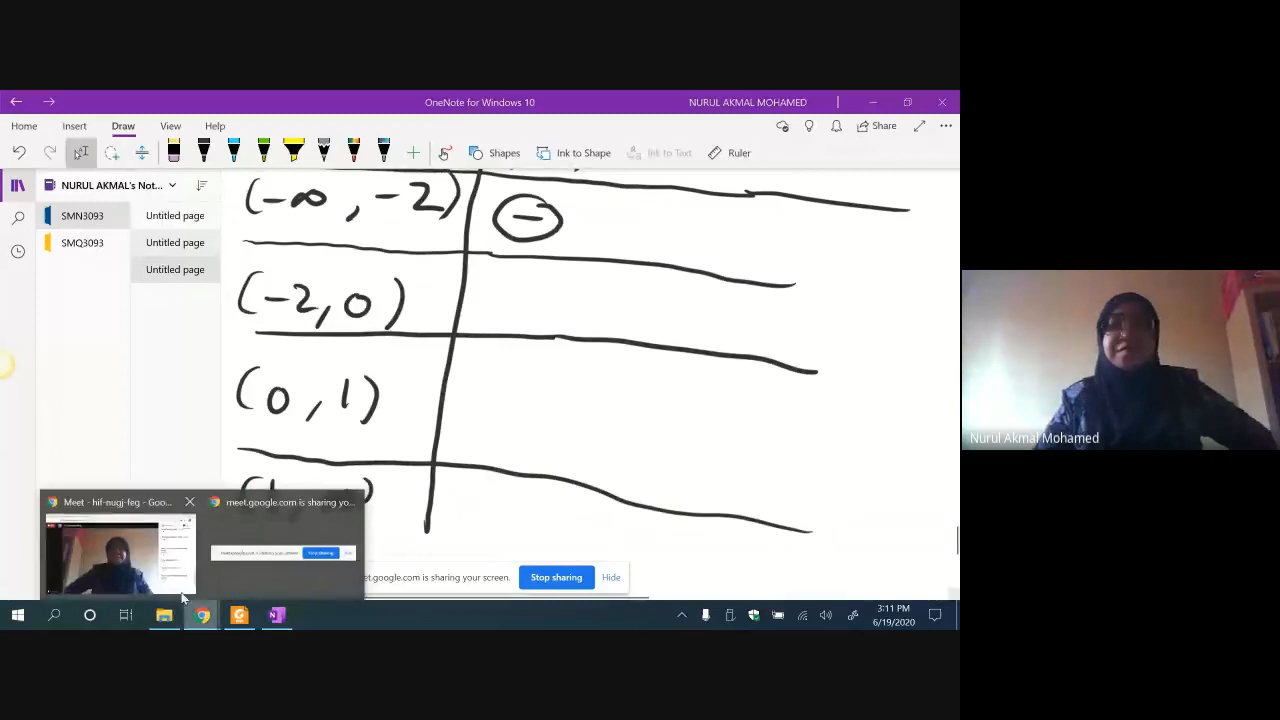 OneNote for Windows 10
NURUL AKMAL MOHAMED
Home Insert Draw View Help
Share
Shapes
Ink to Shape
Ink to Text
Ruler
NURUL AKMAL's Not...
SMN3093
SMQ3093
Untitled page
Untitled page
Untitled page
(-∞, -2) -
(-2, 0)
(0, 1)
Meet - hif-nugj-feg - Goo...
meet.google.com is sharing yo...
et.google.com is sharing your screen.
Stop sharing
Hide
3:11 PM
6/19/2020
Nurul Akmal Mohamed